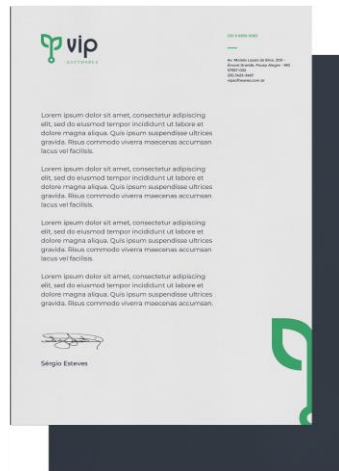 vip
SOFTWARES
Lorem ipsum dolor sit amet, consectetur adipiscing
elit, sed do eiusmod tempor incididunt ut labore et
dolore magna aliqua. Quis ipsum suspendisse ultrices
gravida. Risus commodo viverra maecenas accumsan
lacus vel facilisis.
Lorem ipsum dolor sit amet, consectetur adipiscing
elit, sed do eiusmod tempor incididunt ut labore et
dolore magna aliqua. Quis ipsum suspendisse ultrices
gravida. Risus commodo viverra maecenas accumsan
lacus vel facilisis.
Lorem ipsum dolor sit amet, consectetur adipiscing
elit, sed do eiusmod tempor incididunt ut labore et
dolore magna aliqua. Quis ipsum suspendisse ultrices
gravida. Risus commodo viverra maecenas accumsan
lacus vel facilisis.
Lorem ipsum dolor sit amet, consectetur adipiscing
elit, sed do eiusmod tempor incididunt ut labore et
dolore magna aliqua. Quis ipsum suspendisse ultrices
gravida. Risus commodo viverra maecenas accumsan.
Sérgio Esteves